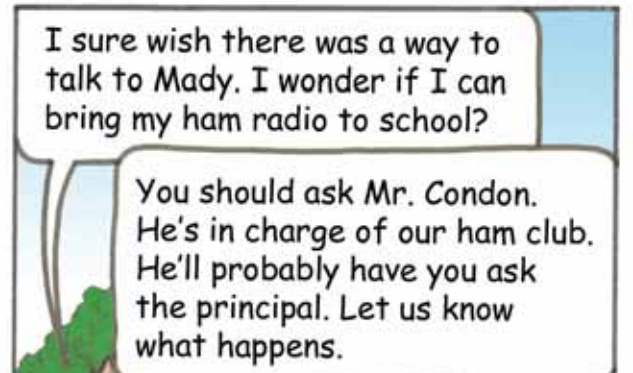 I sure wish there was a way to
talk to Mady. I wonder if I can
bring my ham radio to school?
You should ask Mr. Condon.
He's in charge of our ham club.
He'll probably have you ask
the principal. Let us know
what happens.